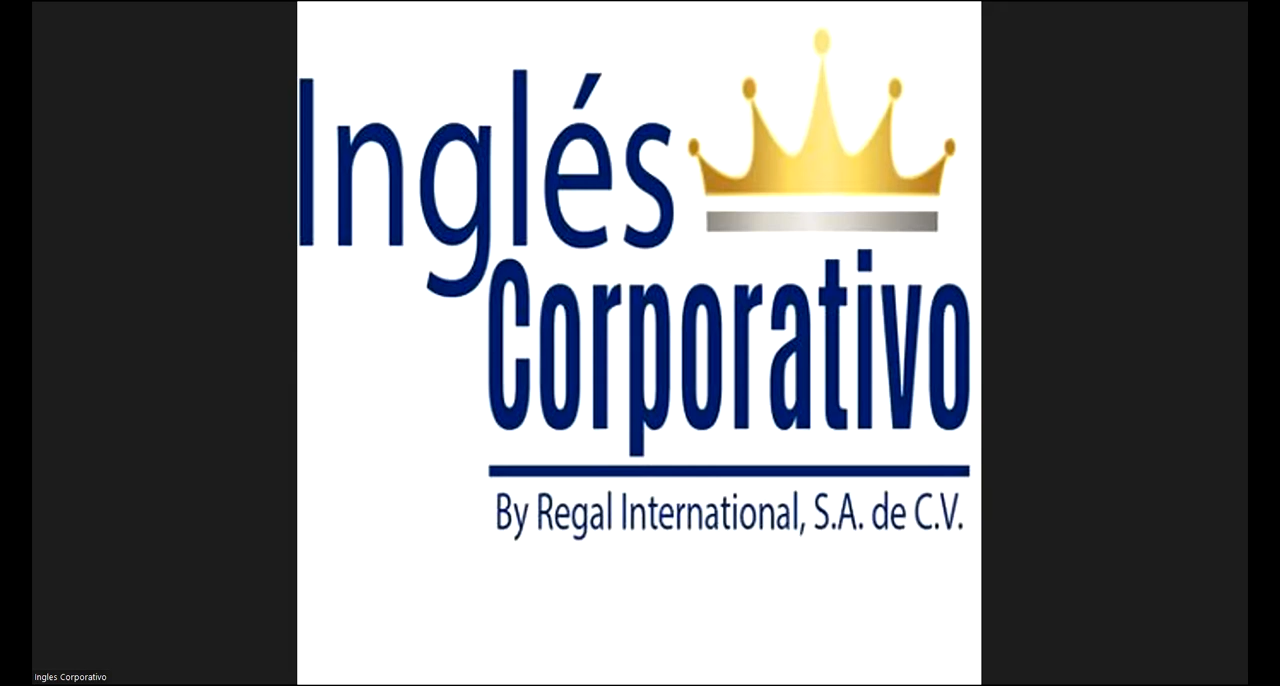 Inglés
Corporativo
By Regal International, S.A. de C.V.
Ingles Corporativo